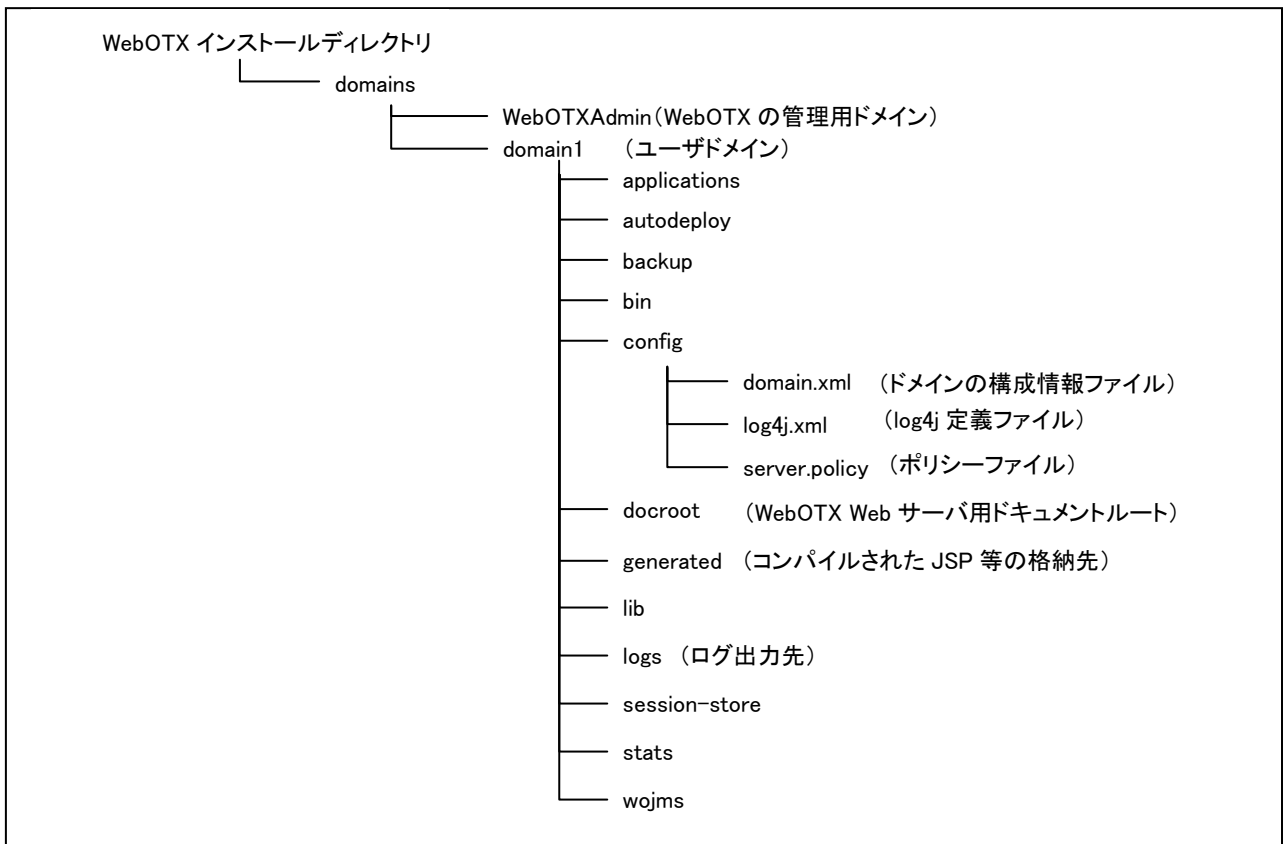 WebOTX インストールディレクトリ
domains
WebOTXAdmin（WebOTX の管理用ドメイン）
domain1 （ユーザドメイン）
applications
autodeploy
backup
bin
config
domain.xml （ドメインの構成情報ファイル）
log4j.xml （log4j 定義ファイル）
server.policy （ポリシーファイル）
docroot （WebOTX Web サーバ用ドキュメントルート）
generated （コンパイルされた JSP 等の格納先）
lib
logs （ログ出力先）
session-store
stats
wojms